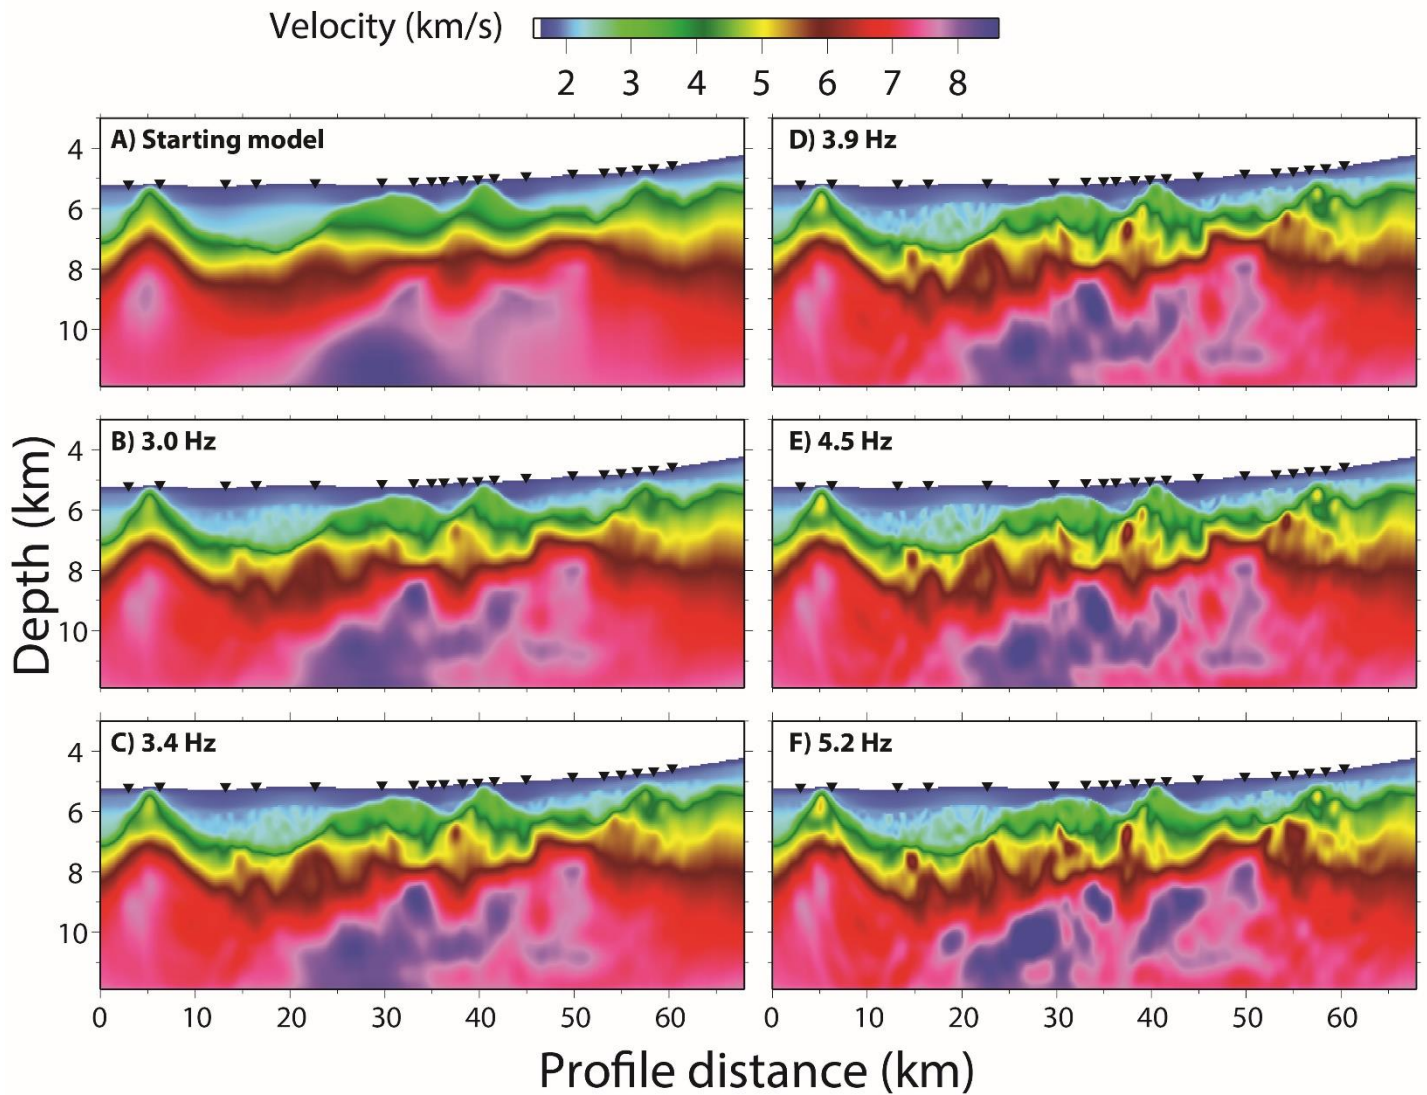 Velocity (km/s)
2 3 4 5 6 7 8
A) Starting model
D) 3.9 Hz
4
6
8
10
B) 3.0 Hz
E) 4.5 Hz
4
6
8
10
Depth (km)
C) 3.4 Hz
F) 5.2 Hz
4
6
8
10
0 10 20 30 40 50 60
0 10 20 30 40 50 60
Profile distance (km)